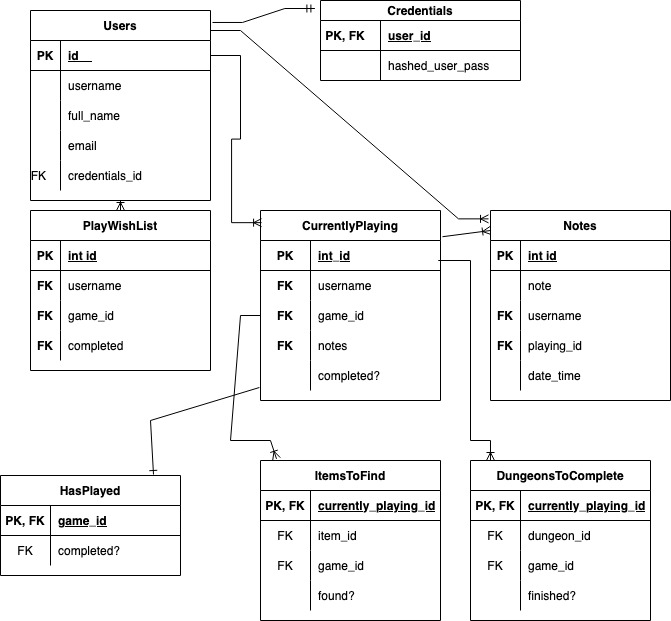 Users
PK id
username
full_name
email
FK credentials_id
Credentials
PK, FK user_id
hashed_user_pass
PlayWishList
PK int id
FK username
FK game_id
FK completed
CurrentlyPlaying
PK int_id
FK username
FK game_id
FK notes
completed?
Notes
PK int id
note
FK username
FK playing_id
date_time
HasPlayed
PK, FK game_id
FK completed?
ItemsToFind
PK, FK currently_playing_id
FK item_id
FK game_id
found?
DungeonsToComplete
PK, FK currently_playing_id
FK dungeon_id
FK game_id
finished?